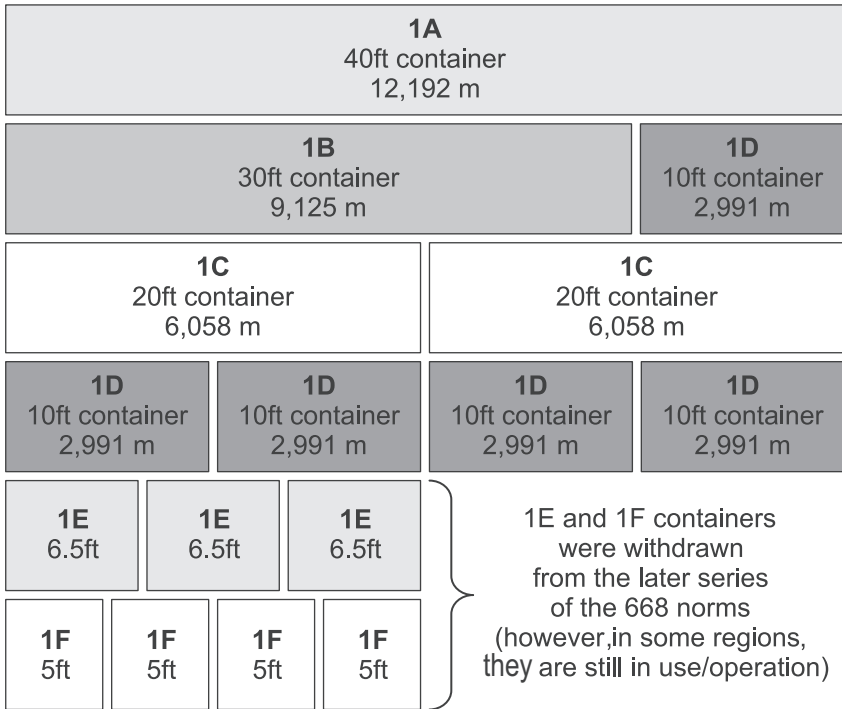 1A
40ft container
12,192 m
1B
30ft container
9,125 m
1D
10ft container
2,991 m
1C
20ft container
6,058 m
1C
20ft container
6,058 m
1D
10ft container
2,991 m
1D
10ft container
2,991 m
1D
10ft container
2,991 m
1D
10ft container
2,991 m
1E
6.5ft
1E
6.5ft
1E
6.5ft
1F
5ft
1F
5ft
1F
5ft
1F
5ft
1E and 1F containers
were withdrawn
from the later series
of the 668 norms
(however,in some regions,
they are still in use/operation)